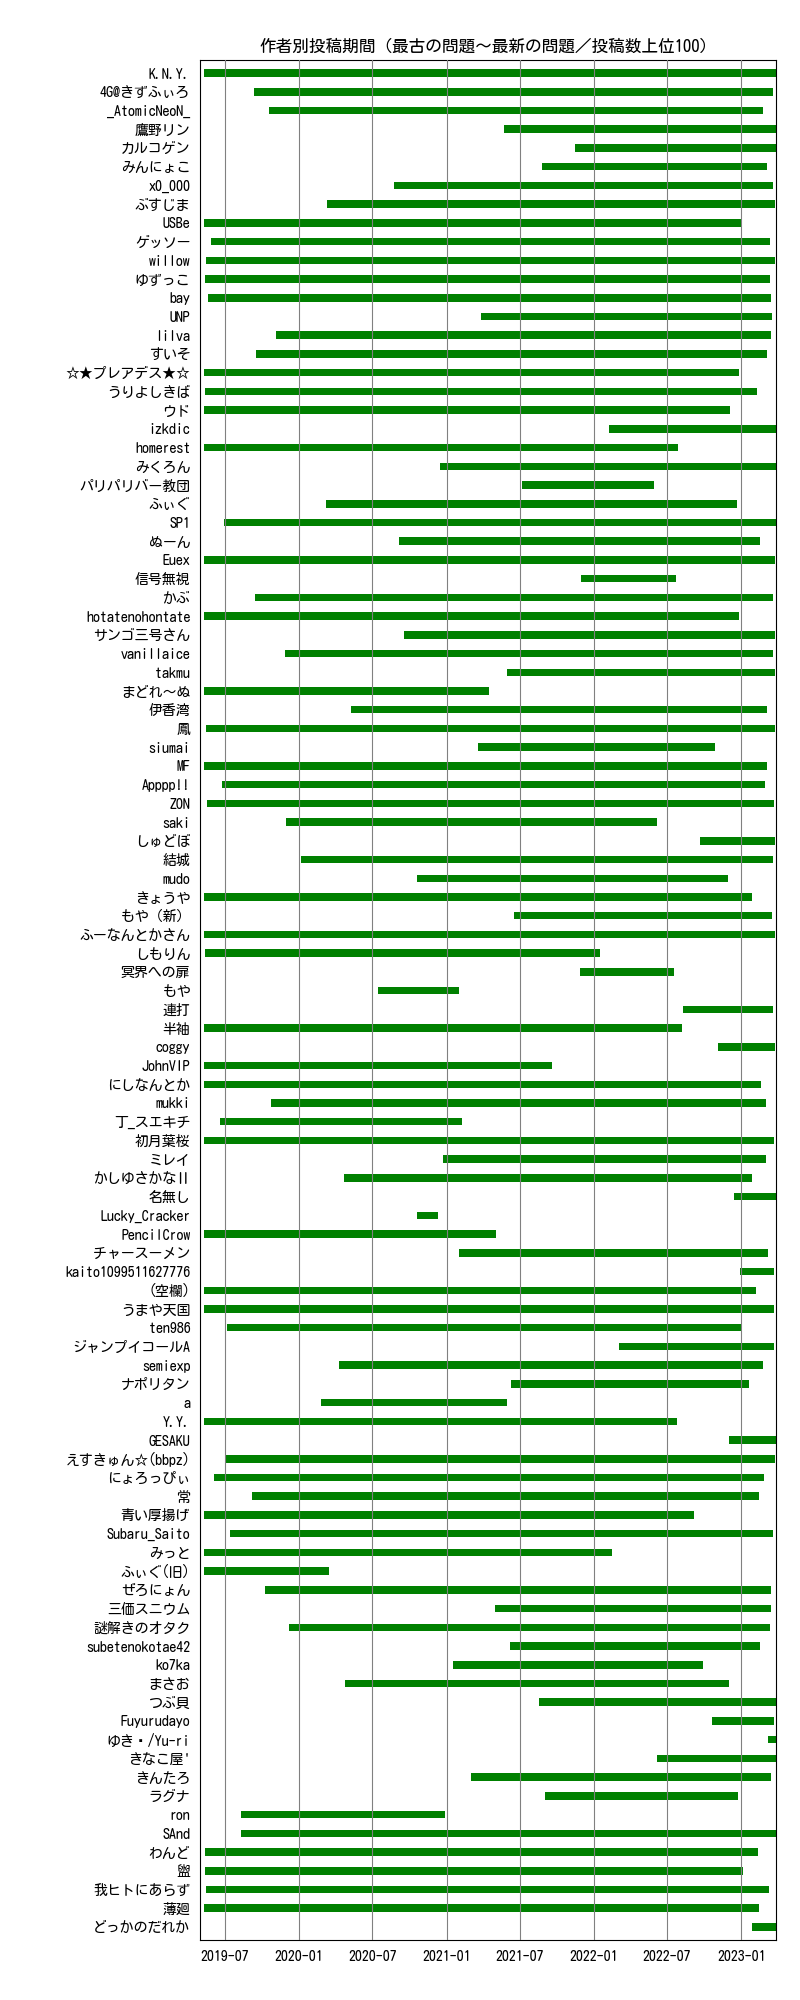 作者別投稿期間（最古の問題～最新の問題／投稿数上位100）
K.N.Y.
4G@きずふぃろ
_AtomicNeoN_
鷹野リン
カルコゲン
みんにょこ
x0_000
ぶすじま
USBe
ゲッソー
willow
ゆずっこ
bay
UNP
lilva
すいそ
☆★プレアデス★☆
うりよしきば
ウド
izkdic
homerest
みくろん
パリパリバー教団
ふぃぐ
SP1
ぬーん
Euex
信号無視
かぶ
hotatenohontate
サンゴ三号さん
vanillaice
takmu
まどれ～ぬ
伊香湾
鳳
siumai
MF
Appppll
ZON
saki
しゅどぼ
結城
mudo
きょうや
もや（新）
ふーなんとかさん
しもりん
冥界への扉
もや
連打
半袖
coggy
JohnVIP
にしなんとか
mukki
丁_スエキチ
初月葉桜
ミレイ
かしゆさかなII
名無し
Lucky_Cracker
PencilCrow
チャースーメン
kaito1099511627776
(空欄)
うまや天国
ten986
ジャンプイコールA
semiexp
ナポリタン
a
Y.Y.
GESAKU
えすきゅん☆(bbpz)
にょろっぴぃ
常
青い厚揚げ
Subaru_Saito
みっと
ふぃぐ(旧)
ぜろにょん
三価スニウム
謎解きのオタク
subetenokotae42
ko7ka
まさお
つぶ貝
Fuyurudayo
ゆき・/Yu-ri
きなこ屋'
きんたろ
ラグナ
ron
SAnd
わんど
我ヒトにあらず
薄廻
どっかのだれか
2019-07 2020-01 2020-07 2021-01 2021-07 2022-01 2022-07 2023-01